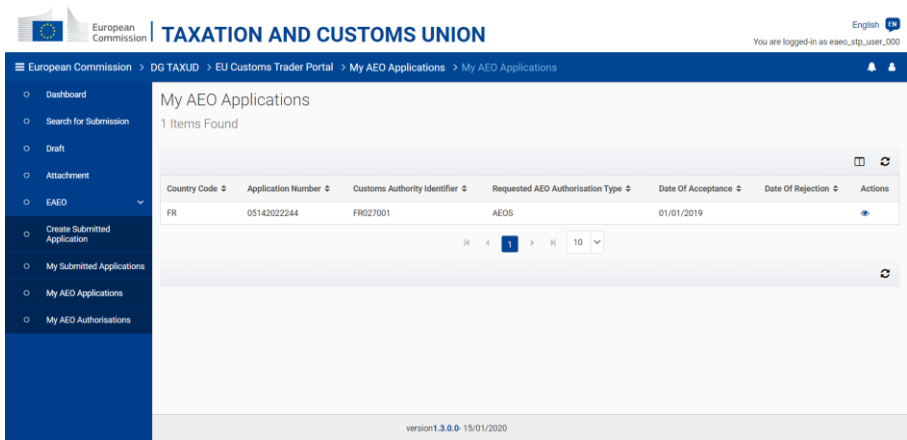 European
Commission
TAXATION AND CUSTOMS UNION
English EN
You are logged-in as eaeo_stp_user_000
European Commission > DG TAXUD > EU Customs Trader Portal > My AEO Applications > My AEO Applications
Dashboard
Search for Submission
Draft
Attachment
EAEO
Create Submitted
Application
My Submitted Applications
My AEO Applications
My AEO Authorisations
My AEO Applications
1 Items Found
Country Code Application Number Customs Authority Identifier Requested AEO Authorisation Type Date Of Acceptance Date Of Rejection Actions
FR 05142022244 FR027001 AEOS 01/01/2019
1 10
version1.3.0.0- 15/01/2020